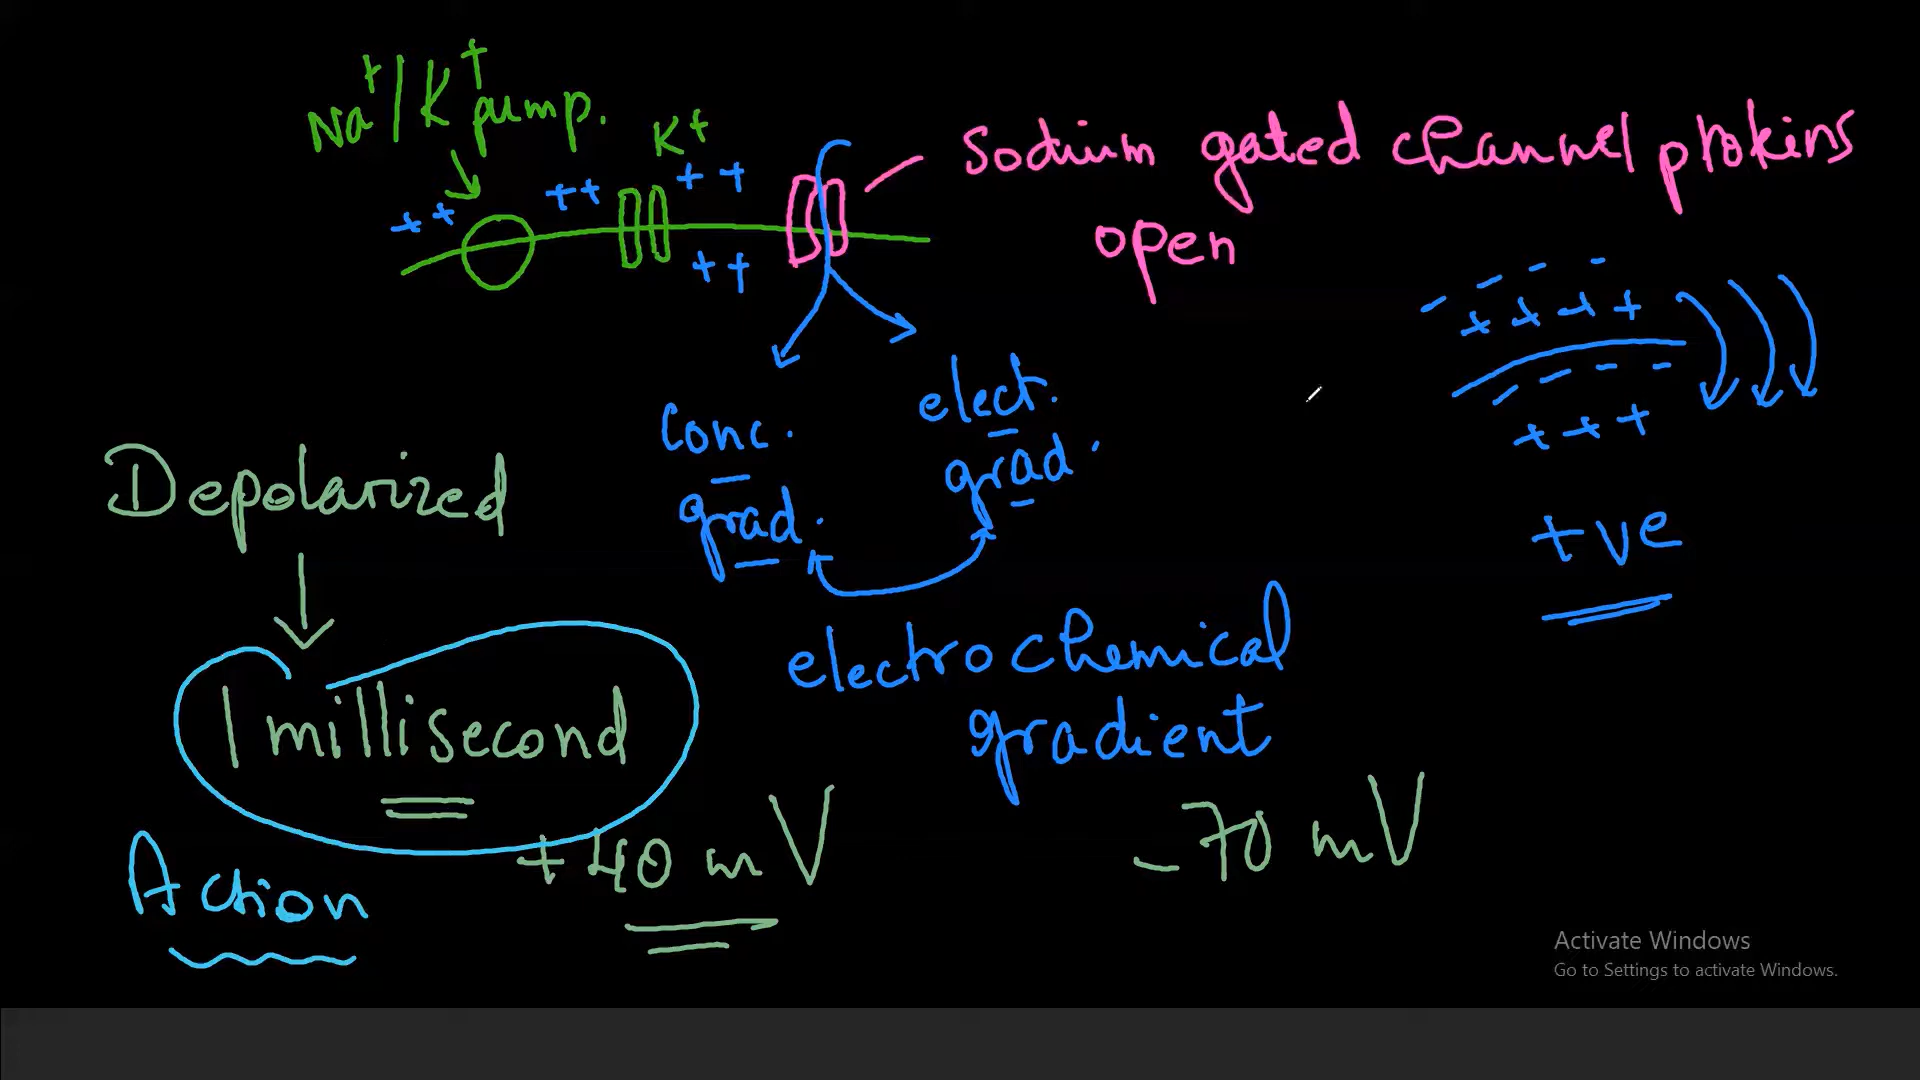 Na+/K+ pump.
K+
++ ++ ++
++
Sodium gated channel proteins
open
- - - -
+ + + +
- - - -
+ + +
+ve
conc.
grad.
elect.
grad.
electrochemical
gradient
Depolarized
1 millisecond
+40 mV
-70 mV
Action
Activate Windows
Go to Settings to activate Windows.